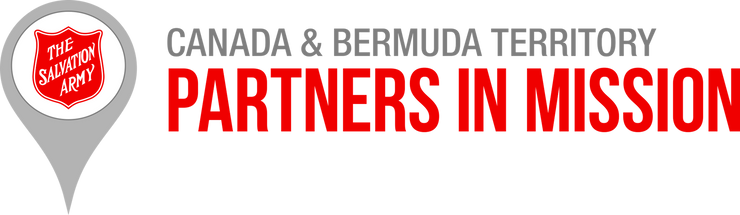 THE
SALVATION
ARMY
CANADA & BERMUDA TERRITORY
PARTNERS IN MISSION